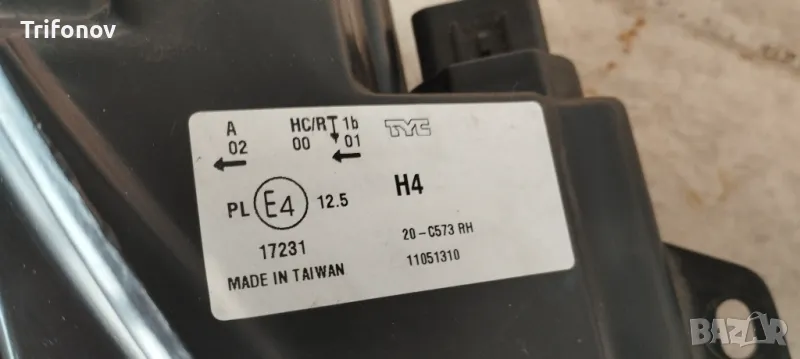 Trifonov
A HC/R 1b TYC
02 00 01
PL E4 12.5 H4
17231 20-C573 RH
MADE IN TAIWAN 11051310
BAZAR